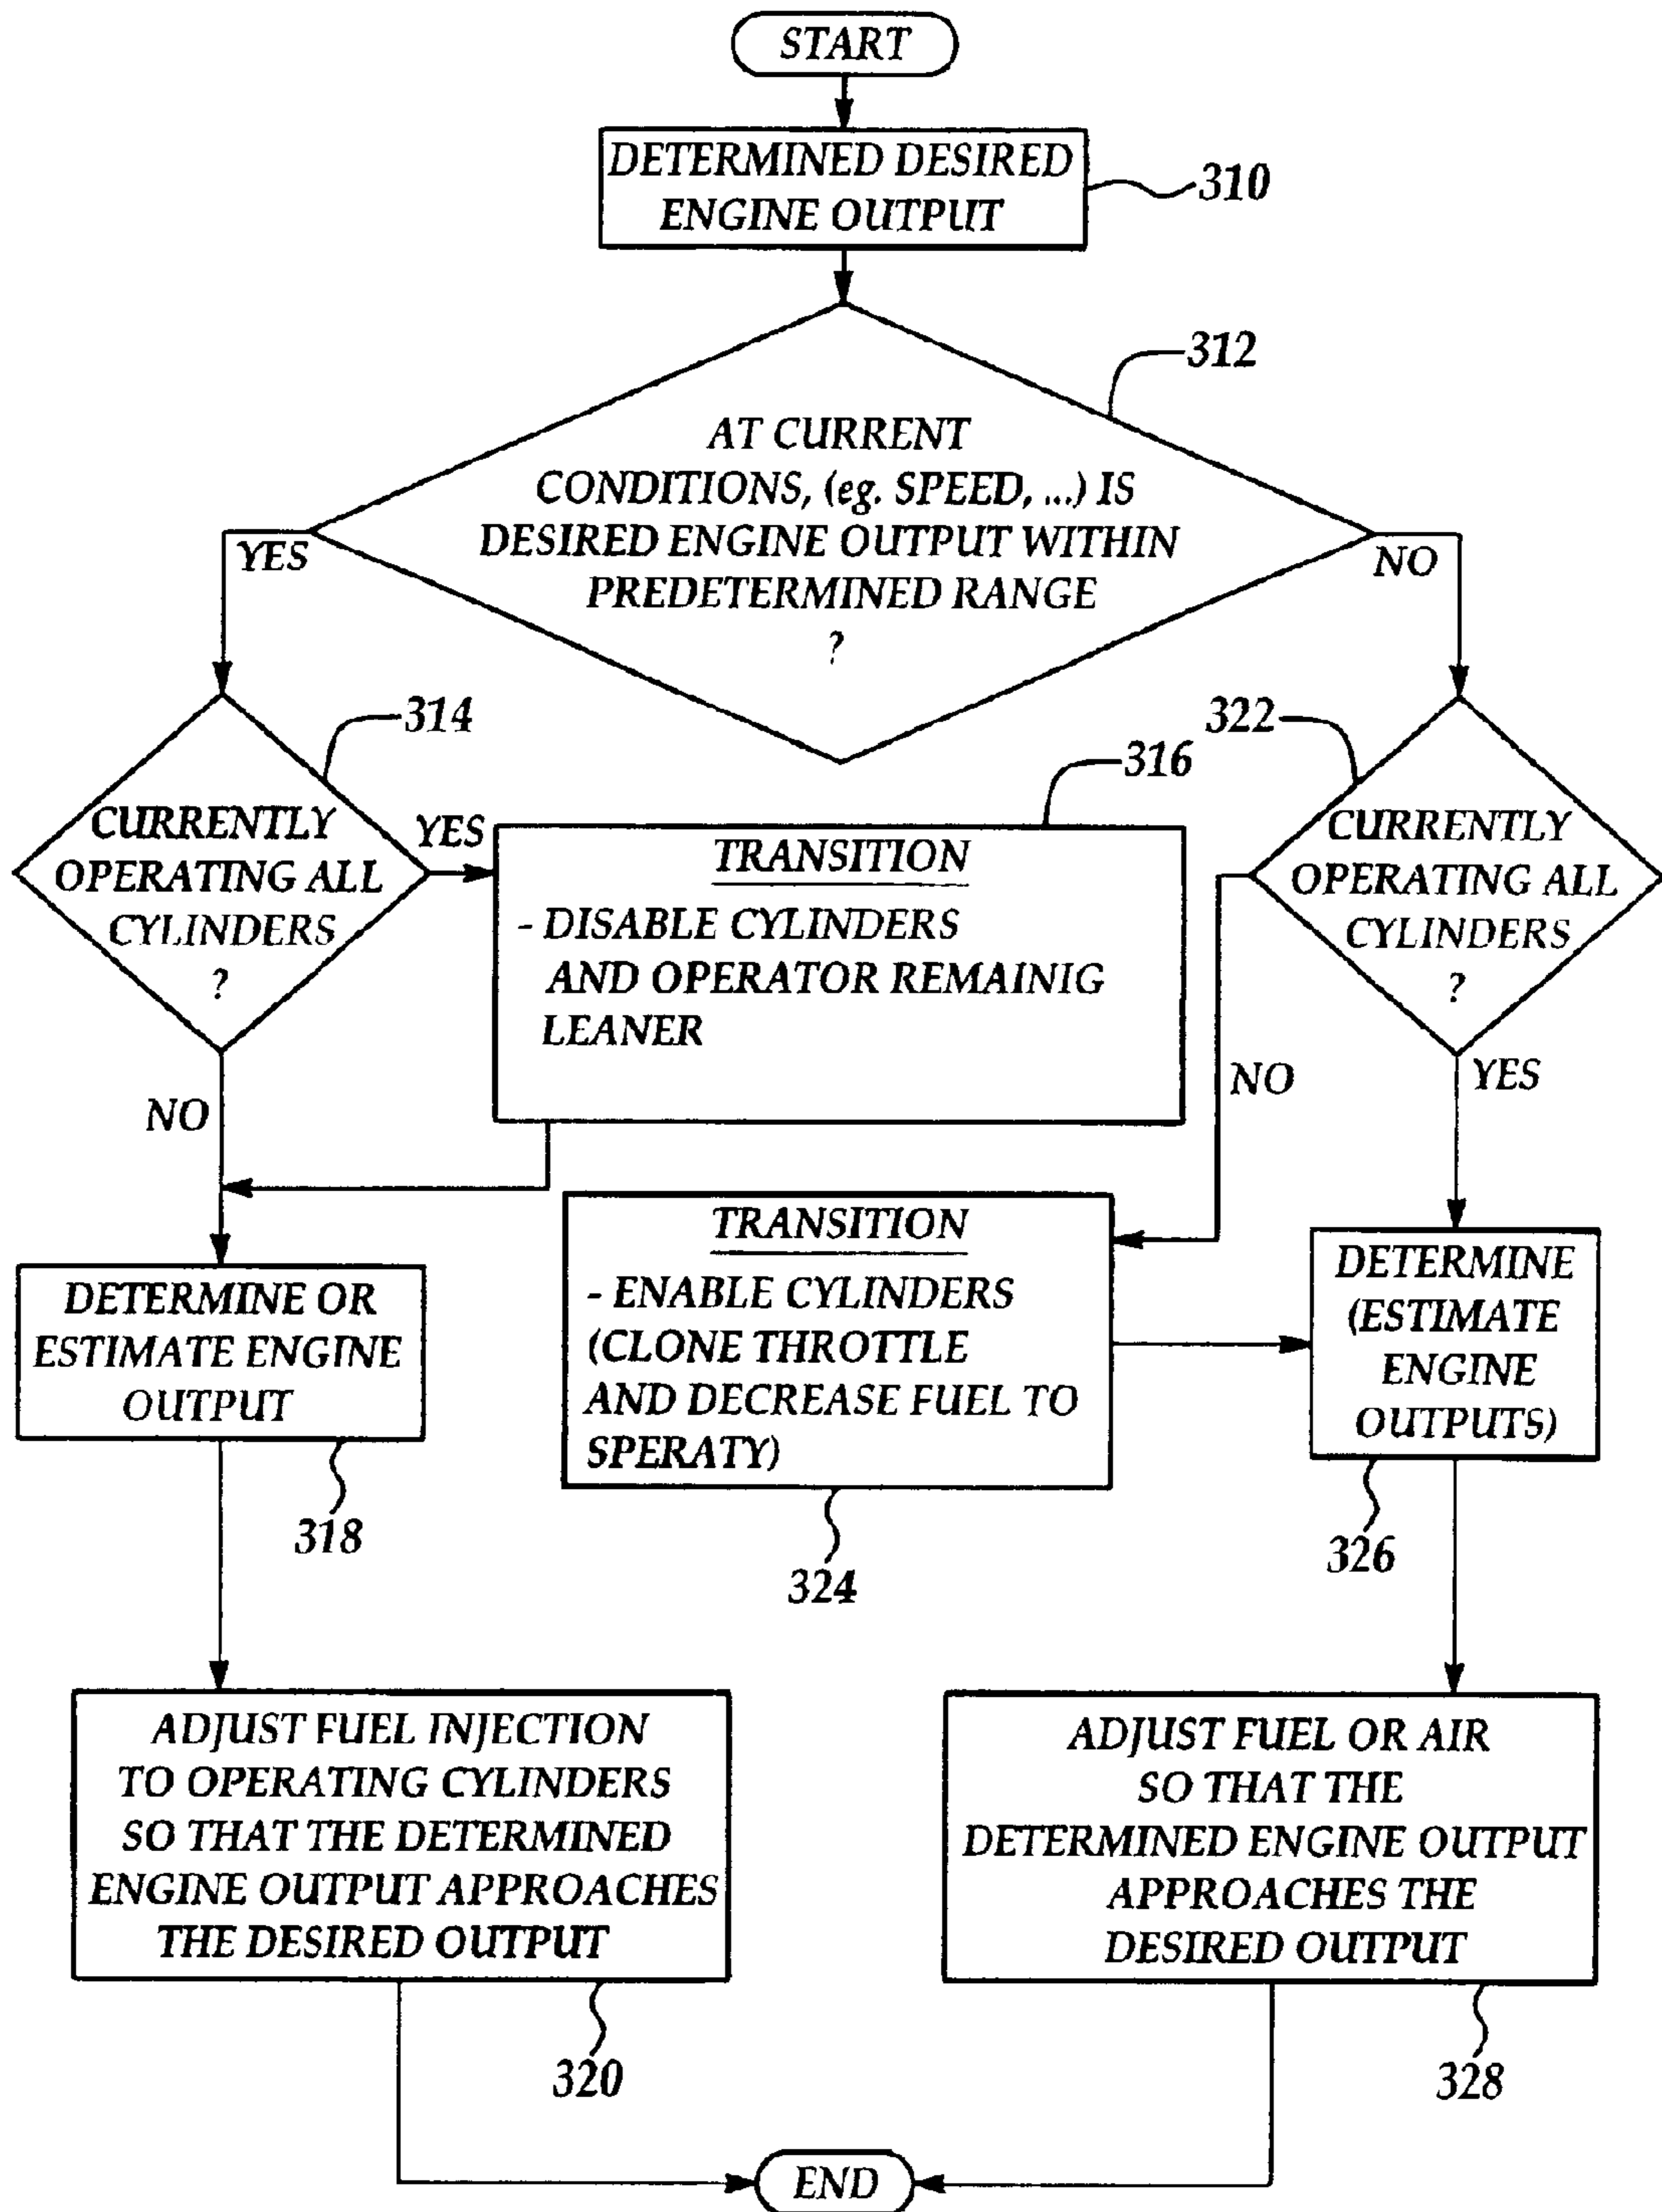 START
DETERMINED DESIRED
ENGINE OUTPUT
310
312
AT CURRENT
CONDITIONS, (eg. SPEED, ...) IS
DESIRED ENGINE OUTPUT WITHIN
PREDETERMINED RANGE
?
YES
NO
314
CURRENTLY
OPERATING ALL
CYLINDERS
?
YES
NO
316
TRANSITION
- DISABLE CYLINDERS
AND OPERATOR REMAINIG
LEANER
322
CURRENTLY
OPERATING ALL
CYLINDERS
?
NO
YES
TRANSITION
- ENABLE CYLINDERS
(CLONE THROTTLE
AND DECREASE FUEL TO
SPERATY)
324
DETERMINE OR
ESTIMATE ENGINE
OUTPUT
318
DETERMINE
(ESTIMATE
ENGINE
OUTPUTS)
326
ADJUST FUEL INJECTION
TO OPERATING CYLINDERS
SO THAT THE DETERMINED
ENGINE OUTPUT APPROACHES
THE DESIRED OUTPUT
320
ADJUST FUEL OR AIR
SO THAT THE
DETERMINED ENGINE OUTPUT
APPROACHES THE
DESIRED OUTPUT
328
END